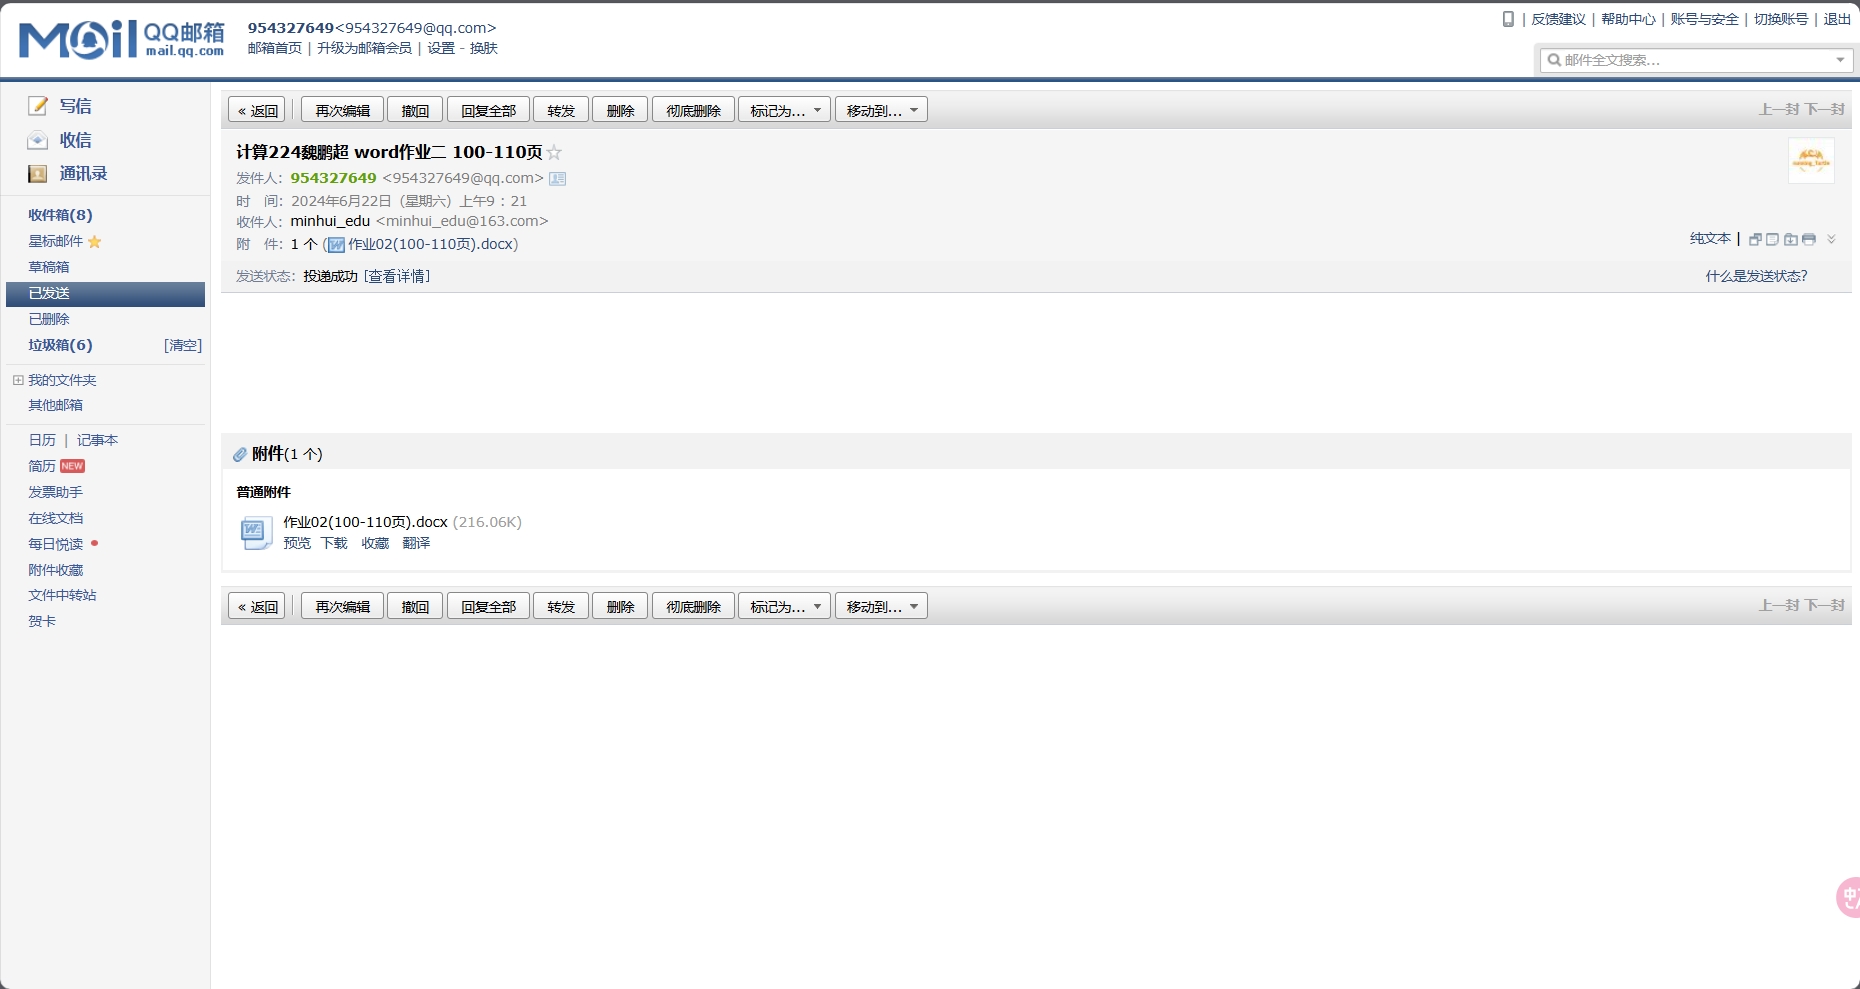 Mail QQ邮箱 mail.qq.com
954327649<954327649@qq.com>
邮箱首页 | 升级为邮箱会员 | 设置 - 换肤
| 反馈建议 | 帮助中心 | 账号与安全 | 切换账号 | 退出
邮件全文搜索...
写信
收信
通讯录
收件箱(8)
星标邮件
草稿箱
已发送
已删除
垃圾箱(6) [清空]
我的文件夹
其他邮箱
日历 | 记事本
简历 NEW
发票助手
在线文档
每日悦读
附件收藏
文件中转站
贺卡
« 返回 再次编辑 撤回 回复全部 转发 删除 彻底删除 标记为... 移动到... 上一封 下一封
计算224魏鹏超 word作业二 100-110页
发件人: 954327649 <954327649@qq.com>
时 间: 2024年6月22日（星期六）上午9：21
收件人: minhui_edu <minhui_edu@163.com>
附 件: 1 个 (作业02(100-110页).docx)
纯文本 |
发送状态: 投递成功 [查看详情] 什么是发送状态?
附件(1 个)
普通附件
作业02(100-110页).docx (216.06K)
预览 下载 收藏 翻译
« 返回 再次编辑 撤回 回复全部 转发 删除 彻底删除 标记为... 移动到... 上一封 下一封
中